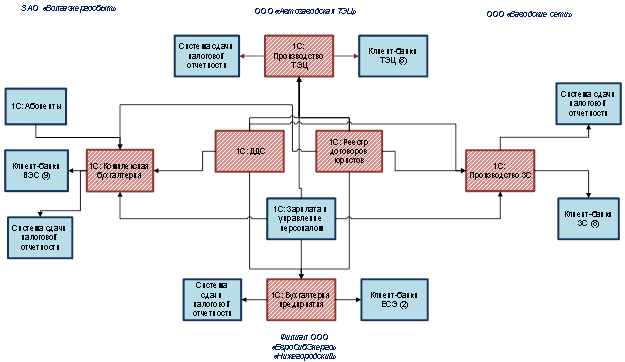 ЗАО «Волгаэнергосбыт»
ООО «Автозаводская ТЭЦ»
ООО «Заводские сети»
Система сдачи
налоговой
отчетности
1С:
Производство
ТЭЦ
Клиент-банки
ТЭЦ (6)
Система сдачи
налоговой
отчетности
1С: Абоненты
Клиент-банки
ВЭС (9)
1С: Комплексная
бухгалтерия
1С: ДДС
1С: Реестр
договоров
юристов
1С:
Производство ЗС
Система сдачи
налоговой
отчетности
1С: Зарплата и
управление
персоналом
Клиент-банки
ЗС (6)
Система
сдачи
налоговой
отчетности
1С: Бухгалтерия
предприятия
Клиент-банки
ЕСЭ (2)
Филиал ООО
«ЕвроСибЭнерго»
«Нижегородский»